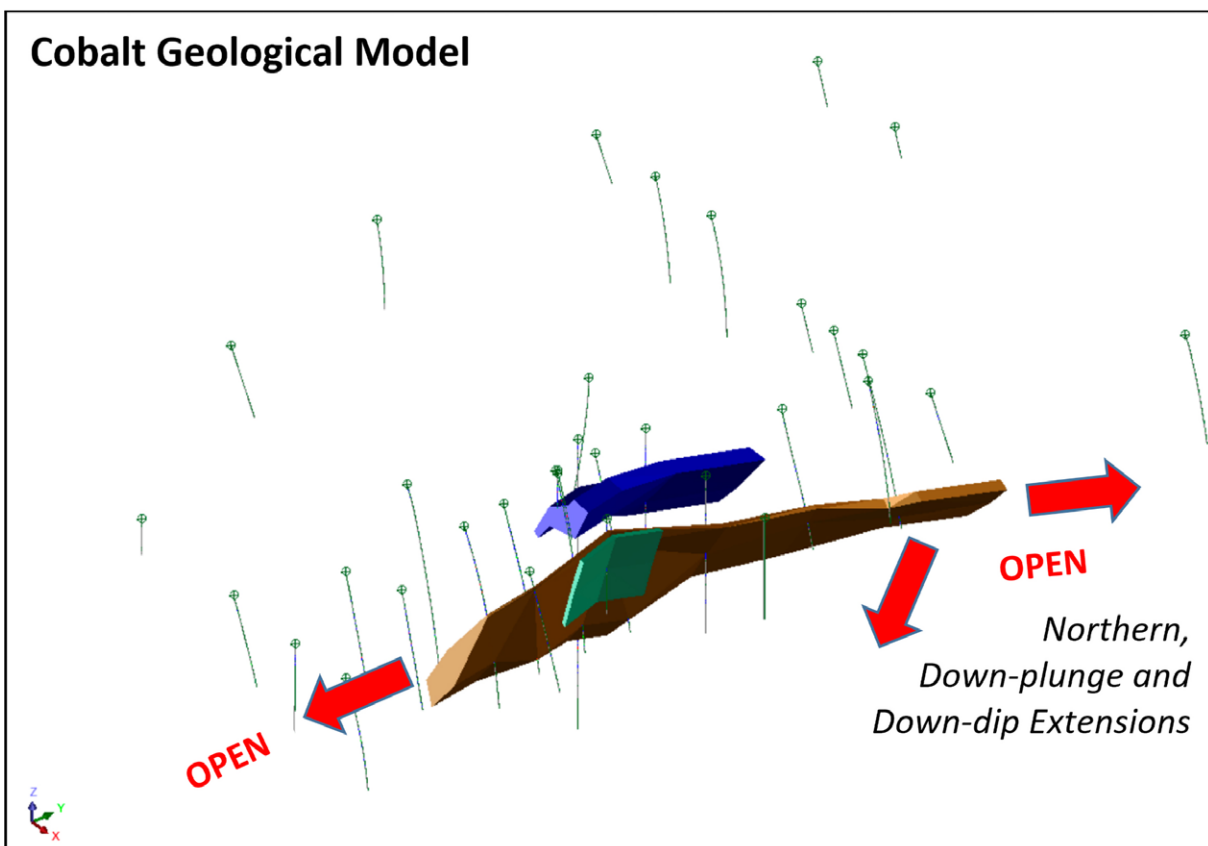 Cobalt Geological Model
OPEN
Northern,
Down-plunge and
Down-dip Extensions
OPEN
Z
Y
X